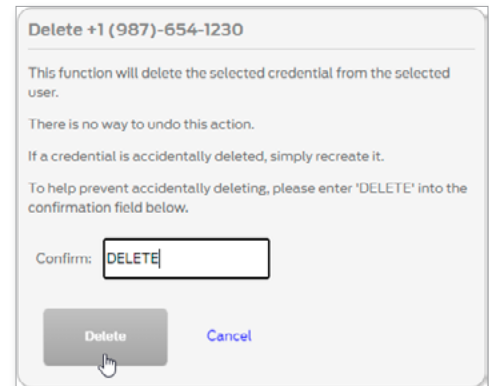 Delete +1 (987)-654-1230
This function will delete the selected credential from the selected
user.
There is no way to undo this action.
If a credential is accidentally deleted, simply recreate it.
To help prevent accidentally deleting, please enter 'DELETE' into the
confirmation field below.
Confirm: DELETE
Delete Cancel